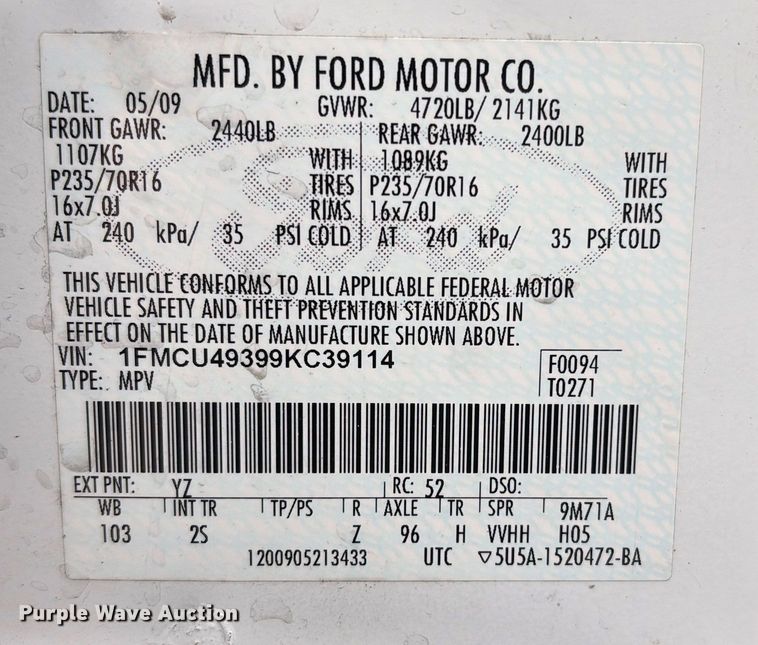 MFD. BY FORD MOTOR CO.
DATE: 05/09 GVWR: 4720LB/ 2141KG
FRONT GAWR: 2440LB REAR GAWR: 2400LB
1107KG WITH 1089KG WITH
P235/70R16 TIRES P235/70R16 TIRES
16x7.0J RIMS 16x7.0J RIMS
AT 240 kPa/ 35 PSI COLD AT 240 kPa/ 35 PSI COLD
THIS VEHICLE CONFORMS TO ALL APPLICABLE FEDERAL MOTOR
VEHICLE SAFETY AND THEFT PREVENTION STANDARDS IN
EFFECT ON THE DATE OF MANUFACTURE SHOWN ABOVE.
VIN: 1FMCU49399KC39114 F0094
TYPE: MPV T0271
EXT PNT: YZ RC: 52 DSO:
WB INT TR TP/PS R AXLE TR SPR 9M71A
103 2S Z 96 H VVHH H05
1200905213433 UTC ▽5U5A-1520472-BA
Purple Wave Auction